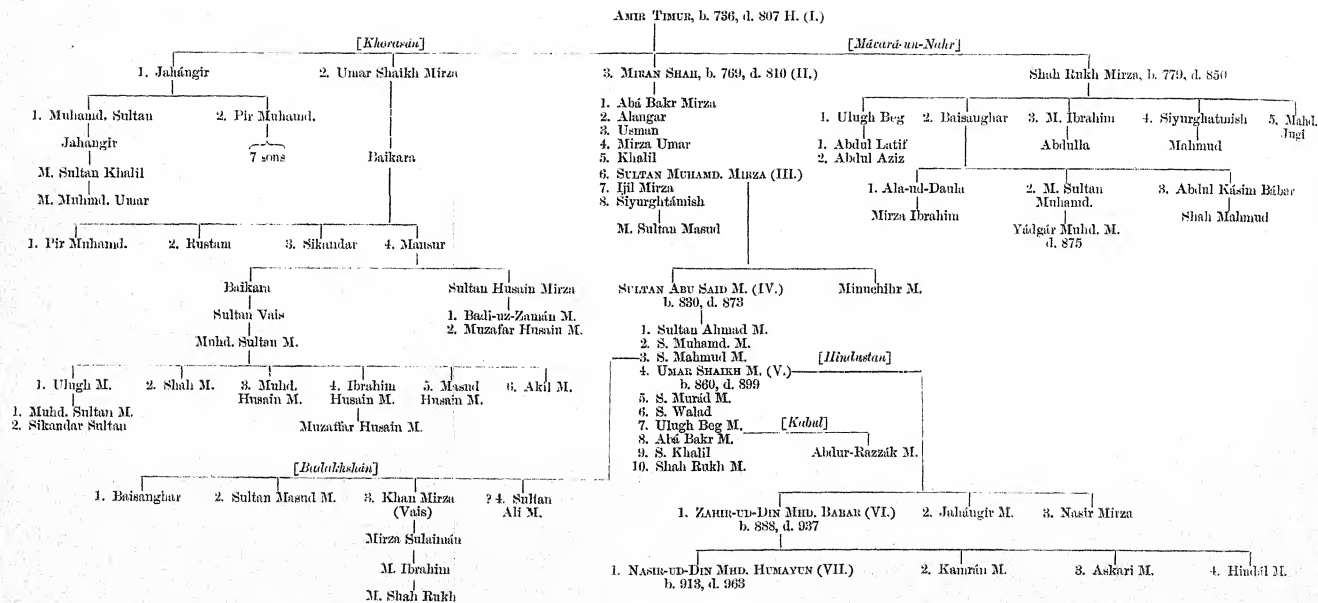 AMIR TIMUR, b. 736, d. 807 H. (I.)
[Khorasán]
[Mávará-un-Nahr]
1. Jahángir
2. Umar Shaikh Mirza
3. MIRAN SHAH, b. 769, d. 810 (II.)
Shah Rukh Mirza, b. 779, d. 850
1. Muhamd. Sultan
2. Pir Muhamd.
Jahangir
7 sons
M. Sultan Khalil
M. Muhmd. Umar
Baikara
1. Abá Bakr Mirza
2. Alangar
3. Usman
4. Mirza Umar
5. Khalil
6. SULTAN MUHAMD. MIRZA (III.)
7. Ijil Mirza
8. Siyurghtámish
M. Sultan Masud
1. Ulugh Beg
2. Baisanghar
3. M. Ibrahim
4. Siyurghatmish
5. Mahd.
Jugi
1. Abdul Latif
2. Abdul Aziz
Abdulla
Mahmud
1. Ala-ud-Daula
2. M. Sultan
Muhamd.
3. Abdul Kásim Bábar
Mirza Ibrahim
Yádgár Muhd. M.
d. 875
Shah Mahmud
1. Pir Muhamd.
2. Rustam
3. Sikandar
4. Mansur
Baikara
Sultan Husain Mirza
Sultan Vais
1. Badi-uz-Zamán M.
2. Muzafar Husain M.
Muhd. Sultan M.
SULTAN ABU SAID M. (IV.)
b. 830, d. 873
Minuchihr M.
1. Sultan Ahmad M.
2. S. Muhamd. M.
3. S. Mahmud M.
[Hindustan]
4. UMAR SHAIKH M. (V.)
b. 860, d. 899
5. S. Murád M.
6. S. Walad
7. Ulugh Beg M.
[Kabul]
8. Abá Bakr M.
9. S. Khalil
Abdur-Razzák M.
10. Shah Rukh M.
1. Ulugh M.
2. Shah M.
3. Muhd.
Husain M.
4. Ibrahim
Husain M.
5. Masud
Husain M.
6. Akil M.
1. Muhd. Sultan M.
2. Sikandar Sultan
Muzaffar Husain M.
[Badakhshán]
1. Baisanghar
2. Sultan Masud M.
3. Khan Mirza
(Vais)
? 4. Sultan
Ali M.
Mirza Sulaimán
M. Ibrahim
M. Shah Rukh
1. ZAHIR-UD-DIN MHD. BABAR (VI.)
b. 888, d. 937
2. Jahángir M.
3. Nasir Mirza
1. NASIR-UD-DIN MHD. HUMAYUN (VII.)
b. 913, d. 963
2. Kamrán M.
3. Askari M.
4. Hindál M.